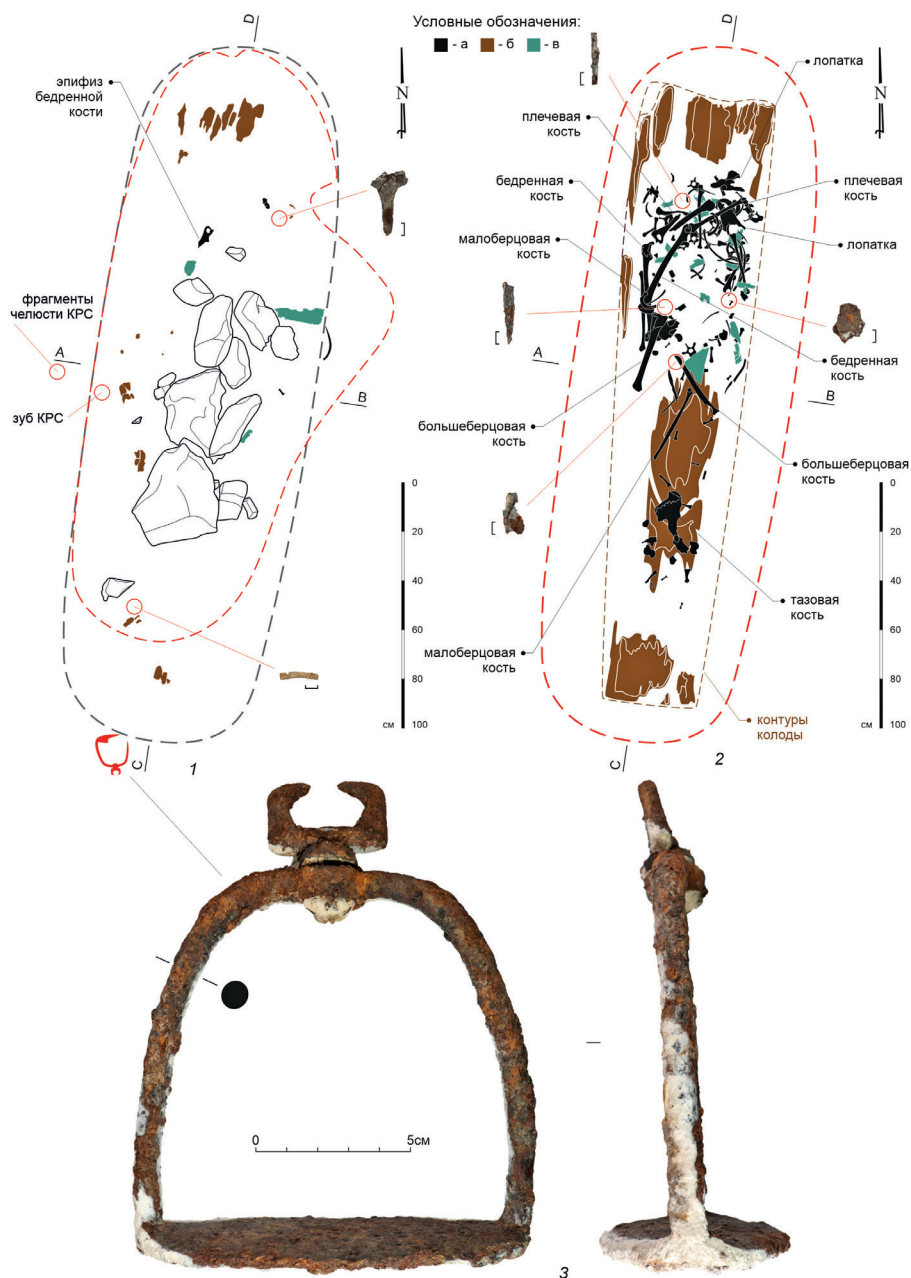 Условные обозначения:
- а - б - в
D
N
эпифиз
бедренной
кости
фрагменты
челюсти КРС
A
зуб КРС
B
0
20
40
60
80
см 100
C
1
D
N
лопатка
плечевая
кость
бедренная
кость
плечевая
кость
малоберцовая
кость
лопатка
A
бедренная
кость
B
большеберцовая
кость
большеберцовая
кость
0
20
40
60
80
см 100
тазовая
кость
малоберцовая
кость
контуры
колоды
C
2
0 5см
3